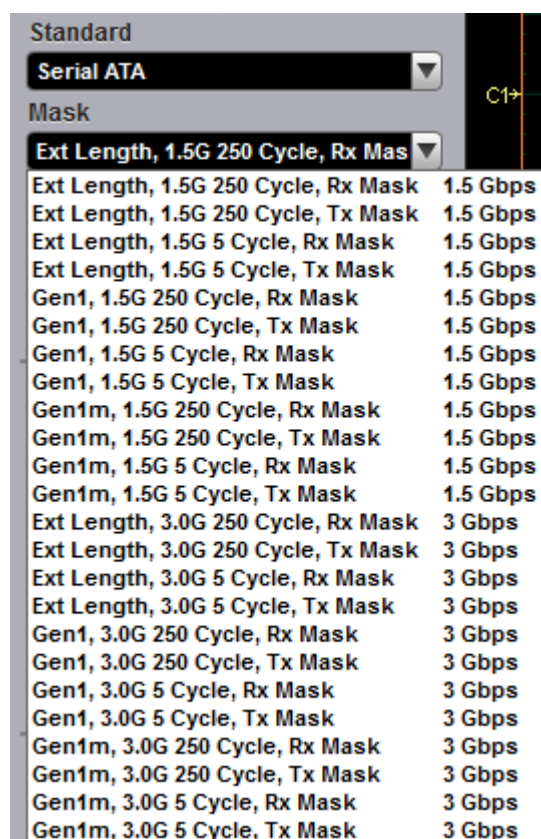 Standard
Serial ATA
C1
Mask
Ext Length, 1.5G 250 Cycle, Rx Mas
Ext Length, 1.5G 250 Cycle, Rx Mask 1.5 Gbps
Ext Length, 1.5G 250 Cycle, Tx Mask 1.5 Gbps
Ext Length, 1.5G 5 Cycle, Rx Mask 1.5 Gbps
Ext Length, 1.5G 5 Cycle, Tx Mask 1.5 Gbps
Gen1, 1.5G 250 Cycle, Rx Mask 1.5 Gbps
Gen1, 1.5G 250 Cycle, Tx Mask 1.5 Gbps
Gen1, 1.5G 5 Cycle, Rx Mask 1.5 Gbps
Gen1, 1.5G 5 Cycle, Tx Mask 1.5 Gbps
Gen1m, 1.5G 250 Cycle, Rx Mask 1.5 Gbps
Gen1m, 1.5G 250 Cycle, Tx Mask 1.5 Gbps
Gen1m, 1.5G 5 Cycle, Rx Mask 1.5 Gbps
Gen1m, 1.5G 5 Cycle, Tx Mask 1.5 Gbps
Ext Length, 3.0G 250 Cycle, Rx Mask 3 Gbps
Ext Length, 3.0G 250 Cycle, Tx Mask 3 Gbps
Ext Length, 3.0G 5 Cycle, Rx Mask 3 Gbps
Ext Length, 3.0G 5 Cycle, Tx Mask 3 Gbps
Gen1, 3.0G 250 Cycle, Rx Mask 3 Gbps
Gen1, 3.0G 250 Cycle, Tx Mask 3 Gbps
Gen1, 3.0G 5 Cycle, Rx Mask 3 Gbps
Gen1, 3.0G 5 Cycle, Tx Mask 3 Gbps
Gen1m, 3.0G 250 Cycle, Rx Mask 3 Gbps
Gen1m, 3.0G 250 Cycle, Tx Mask 3 Gbps
Gen1m, 3.0G 5 Cycle, Rx Mask 3 Gbps
Gen1m, 3.0G 5 Cycle, Tx Mask 3 Gbps